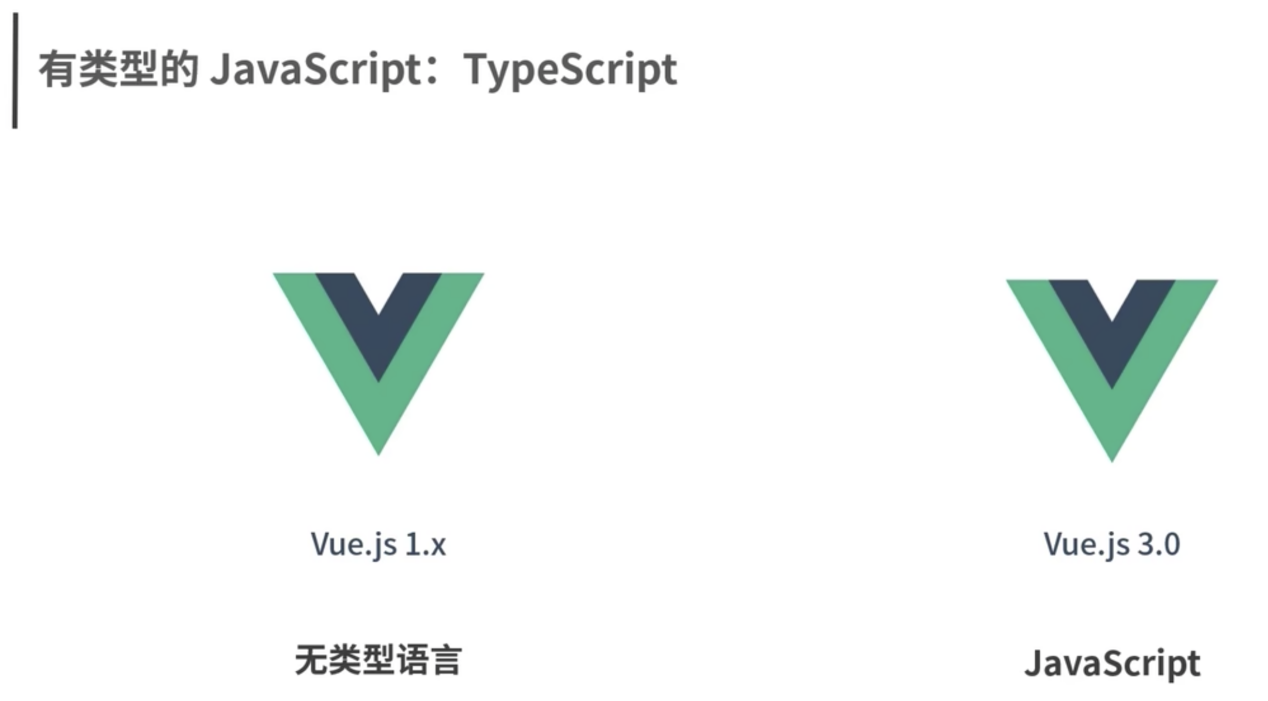 有类型的 JavaScript：TypeScript
Vue.js 1.x
Vue.js 3.0
无类型语言
JavaScript